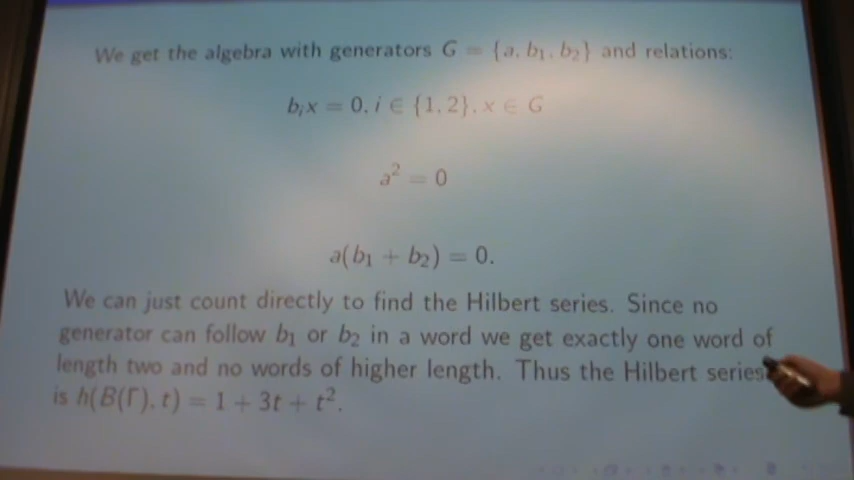 We get the algebra with generators G = {a, b₁, b₂} and relations:
bᵢx = 0, i ∈ {1, 2}, x ∈ G
a² = 0
a(b₁ + b₂) = 0.
We can just count directly to find the Hilbert series. Since no
generator can follow b₁ or b₂ in a word we get exactly one word of
length two and no words of higher length. Thus the Hilbert series
is h(B(Γ), t) = 1 + 3t + t².